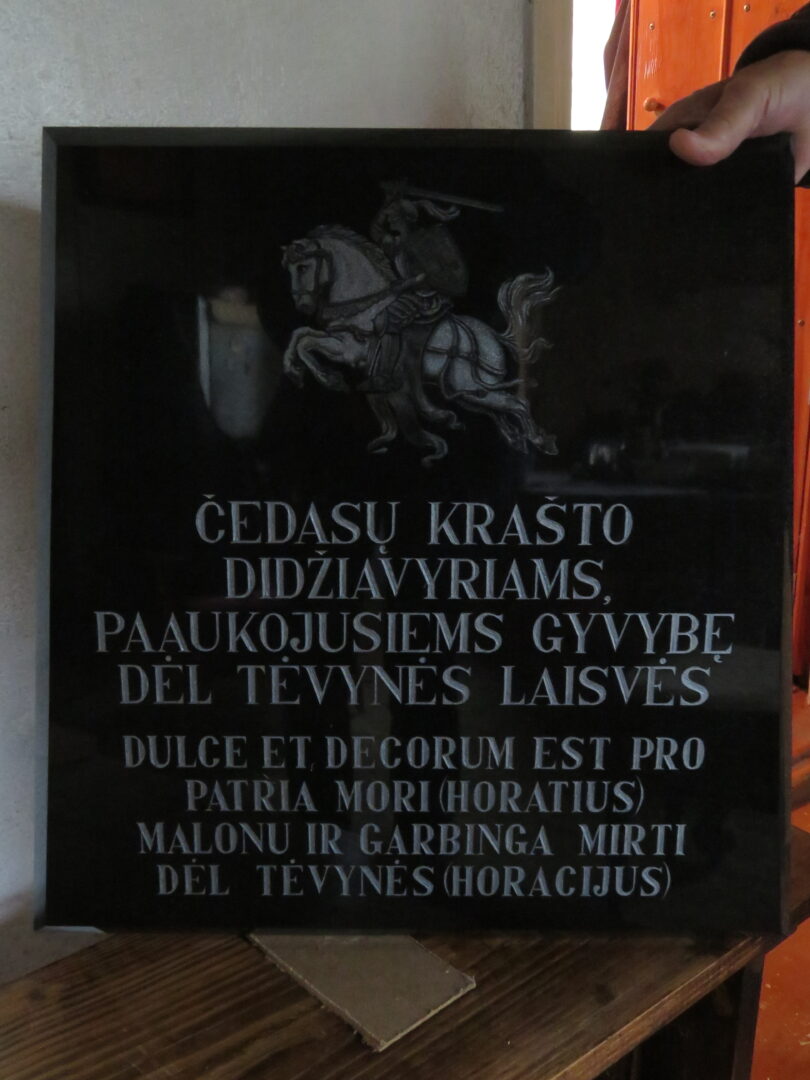 ČEDASŲ KRAŠTO
DIDŽIAVYRIAMS,
PAAUKOJUSIEMS GYVYBĘ
DĖL TĖVYNĖS LAISVĖS
DULCE ET DECORUM EST PRO
PATRIA MORI (HORATIUS)
MALONU IR GARBINGA MIRTI
DĖL TĖVYNĖS (HORACIJUS)